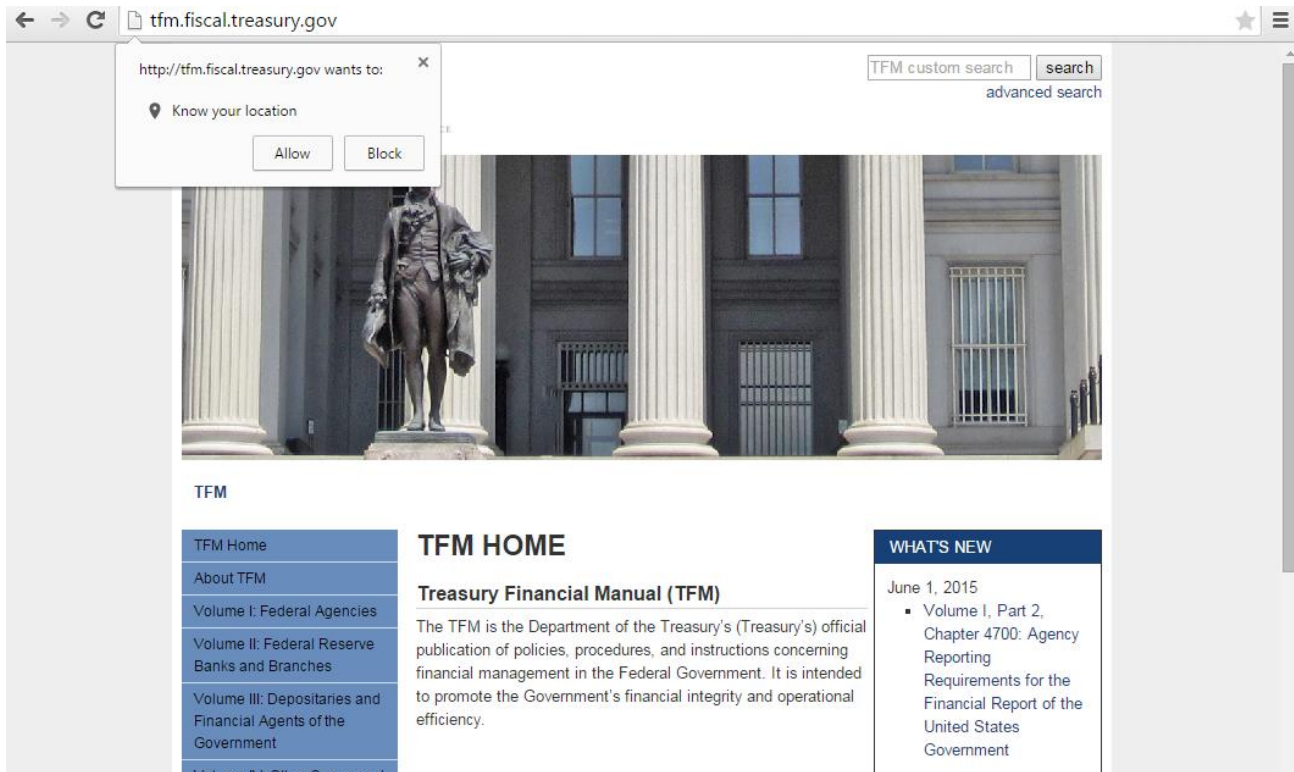 tfm.fiscal.treasury.gov
http://tfm.fiscal.treasury.gov wants to:
Know your location
Allow Block
TFM custom search search
advanced search
TFM
TFM Home
About TFM
Volume I: Federal Agencies
Volume II: Federal Reserve
Banks and Branches
Volume III: Depositaries and
Financial Agents of the
Government
TFM HOME
Treasury Financial Manual (TFM)
The TFM is the Department of the Treasury's (Treasury's) official
publication of policies, procedures, and instructions concerning
financial management in the Federal Government. It is intended
to promote the Government's financial integrity and operational
efficiency.
WHAT'S NEW
June 1, 2015
Volume I, Part 2,
Chapter 4700: Agency
Reporting
Requirements for the
Financial Report of the
United States
Government